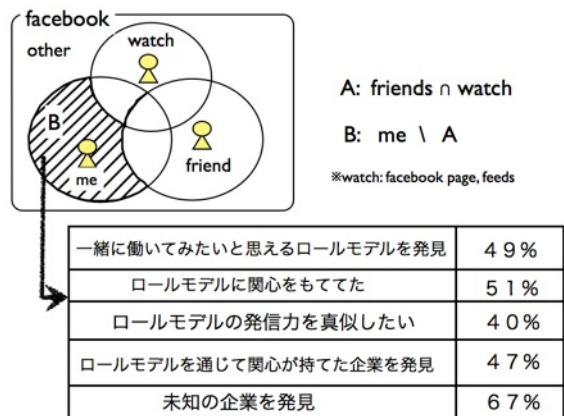 facebook
other
watch
B
me
friend
A: friends ∩ watch
B: me \ A
※watch: facebook page, feeds
一緒に働いてみたいと思えるロールモデルを発見 49%
ロールモデルに関心をもててた 51%
ロールモデルの発信力を真似したい 40%
ロールモデルを通じて関心が持てた企業を発見 47%
未知の企業を発見 67%